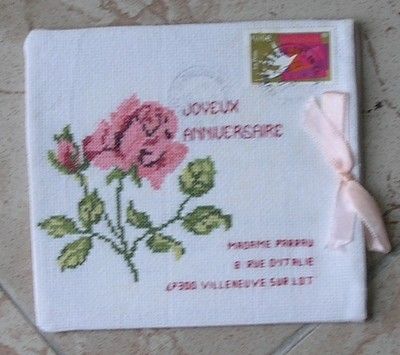 JOYEUX
ANNIVERSAIRE
MADAME PARRAU
8 RUE D'ITALIE
47300 VILLENEUVE SUR LOT